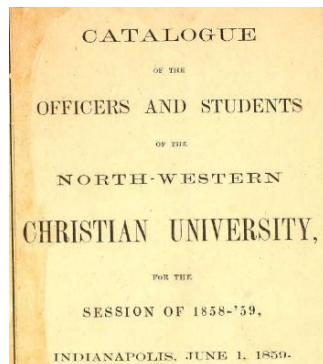 CATALOGUE
OF THE
OFFICERS AND STUDENTS
OF THE
NORTH-WESTERN
CHRISTIAN UNIVERSITY,
FOR THE
SESSION OF 1858-'59,
INDIANAPOLIS, JUNE 1, 1859.